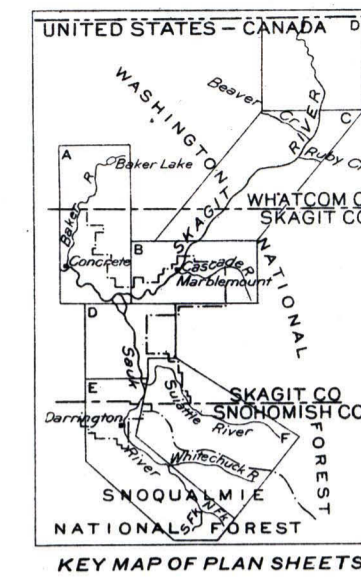 UNITED STATES - CANADA
D
WASHINGTON
Beaver Cr.
RIVER
C
Ruby C
A
R
Baker Lake
SKAGIT
WHATCOM C
SKAGIT CO
Baker
B
NATIONAL
Concrete
Cascade R
Marblemount
D
Sauk
E
Suiattle
SKAGIT CO
SNOHOMISH CO
Darrington
River
F
River
Whitechuck R
FOREST
SNOQUALMIE
S FK
N FK
NATIONAL FOREST
KEY MAP OF PLAN SHEETS